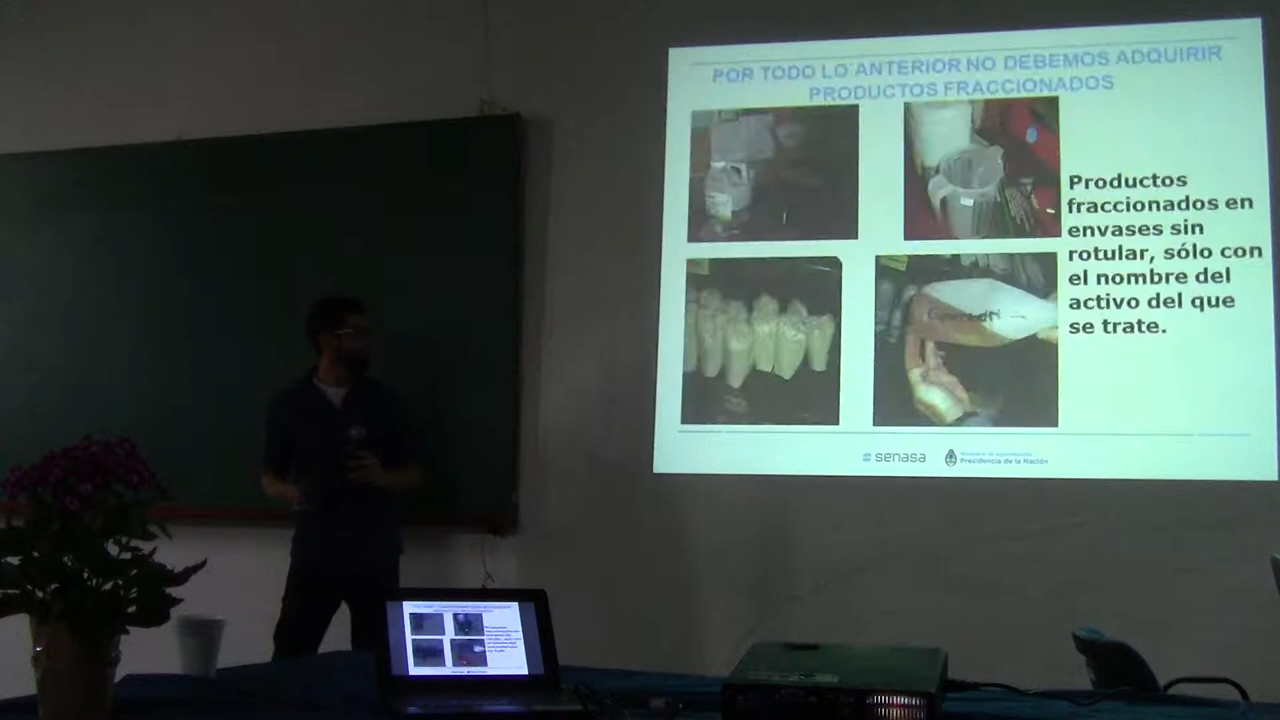 POR TODO LO ANTERIOR NO DEBEMOS ADQUIRIR
PRODUCTOS FRACCIONADOS
Productos
fraccionados en
envases sin
rotular, sólo con
el nombre del
activo del que
se trate.
senasa
Presidencia de la Nación